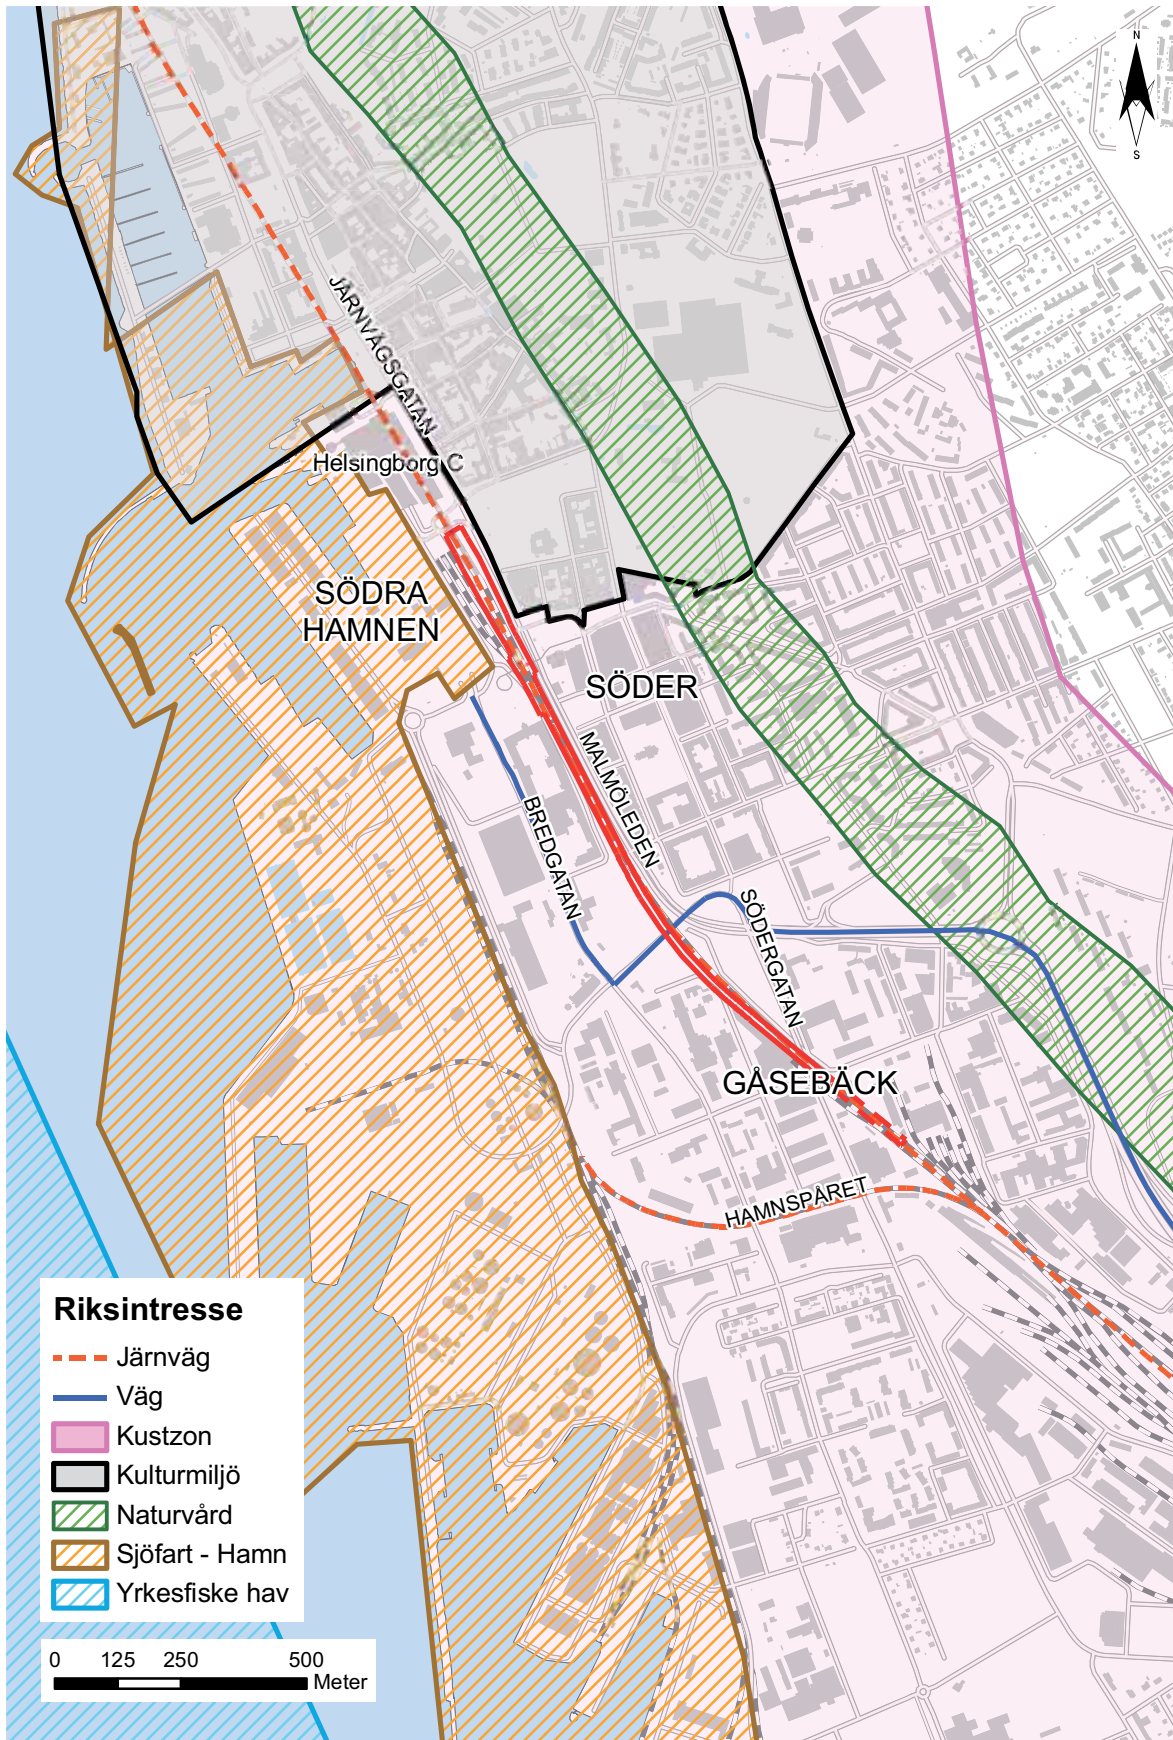 N
S
JÄRNVÄGSGATAN
Helsingborg C
SÖDRA
HAMNEN
SÖDER
MALMÖLEDEN
BREDGATAN
SÖDERGATAN
GÅSEBÄCK
HAMNSPÅRET
Riksintresse
Järnväg
Väg
Kustzon
Kulturmiljö
Naturvård
Sjöfart - Hamn
Yrkesfiske hav
0 125 250 500
Meter